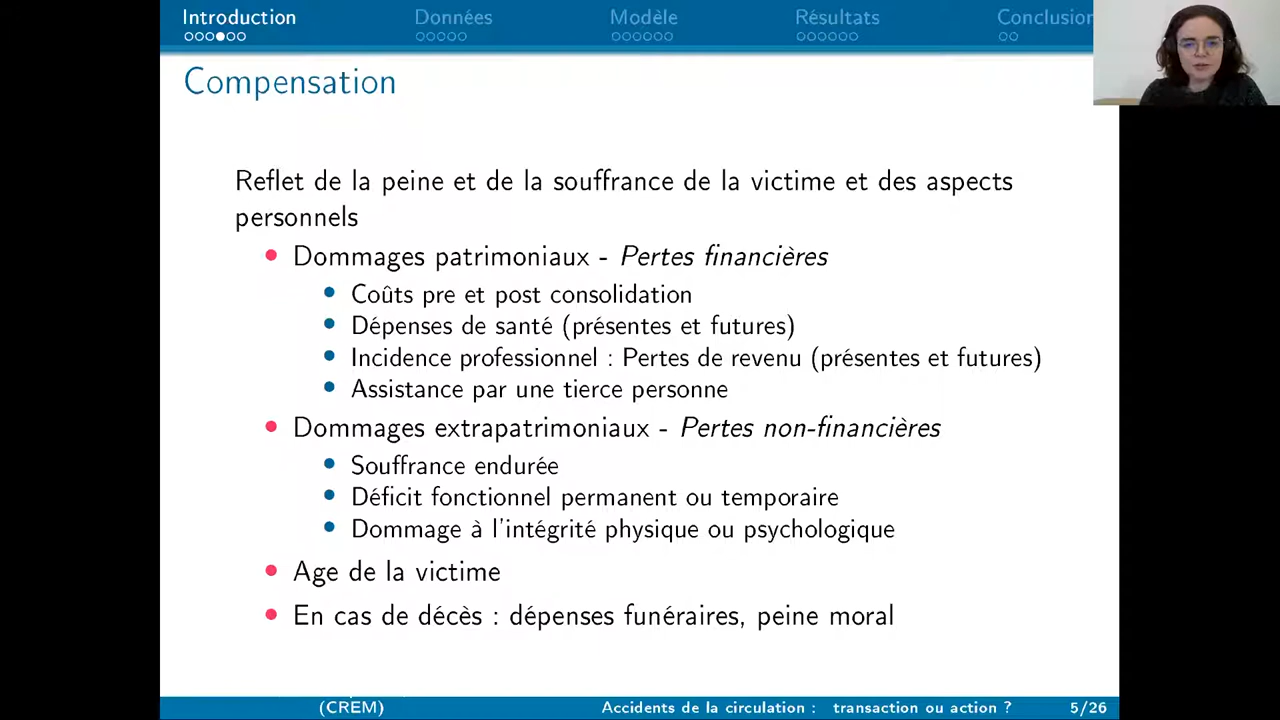 Introduction Données Modèle Résultats Conclusion
Compensation
Reflet de la peine et de la souffrance de la victime et des aspects
personnels
Dommages patrimoniaux - Pertes financières
Coûts pre et post consolidation
Dépenses de santé (présentes et futures)
Incidence professionnel : Pertes de revenu (présentes et futures)
Assistance par une tierce personne
Dommages extrapatrimoniaux - Pertes non-financières
Souffrance endurée
Déficit fonctionnel permanent ou temporaire
Dommage à l'intégrité physique ou psychologique
Age de la victime
En cas de décès : dépenses funéraires, peine moral
(CREM) Accidents de la circulation : transaction ou action ? 5/26